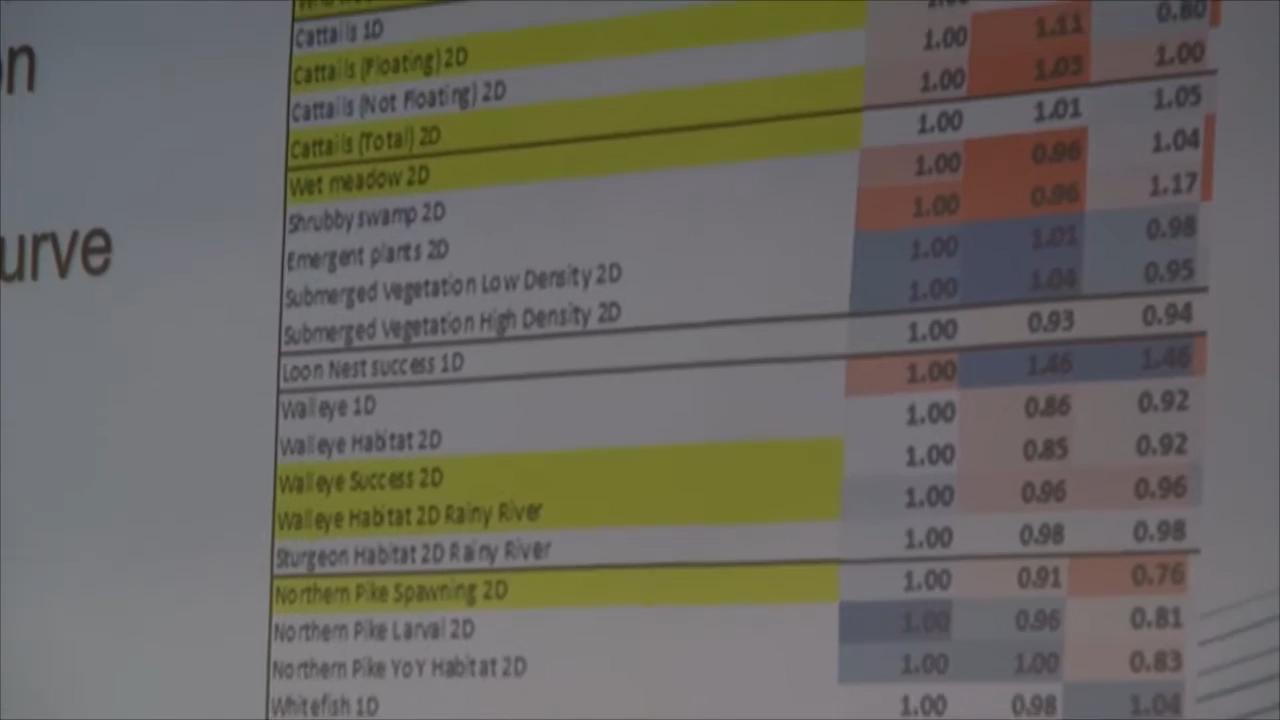 on
urve
Cattails 1D
Cattails (Floating) 2D
Cattails (Not Floating) 2D 1.00 1.11 0.80
Cattails (Total) 2D 1.00 1.03 1.00
Wet meadow 2D 1.00 1.01 1.05
Shrubby swamp 2D 1.00 0.96 1.04
Emergent plants 2D 1.00 0.96 1.17
Submerged Vegetation Low Density 2D 1.00 1.01 0.98
Submerged Vegetation High Density 2D 1.00 1.04 0.95
Loon Nest success 1D 1.00 0.93 0.94
Walleye 1D 1.00 1.46 1.46
Walleye Habitat 2D 1.00 0.86 0.92
Walleye Success 2D 1.00 0.85 0.92
Walleye Habitat 2D Rainy River 1.00 0.96 0.96
Sturgeon Habitat 2D Rainy River 1.00 0.98 0.98
Northern Pike Spawning 2D 1.00 0.91 0.76
Northern Pike Larval 2D 1.00 0.96 0.81
Northern Pike YoY Habitat 2D 1.00 1.00 0.83
Whitefish 1D 1.00 0.98 1.04